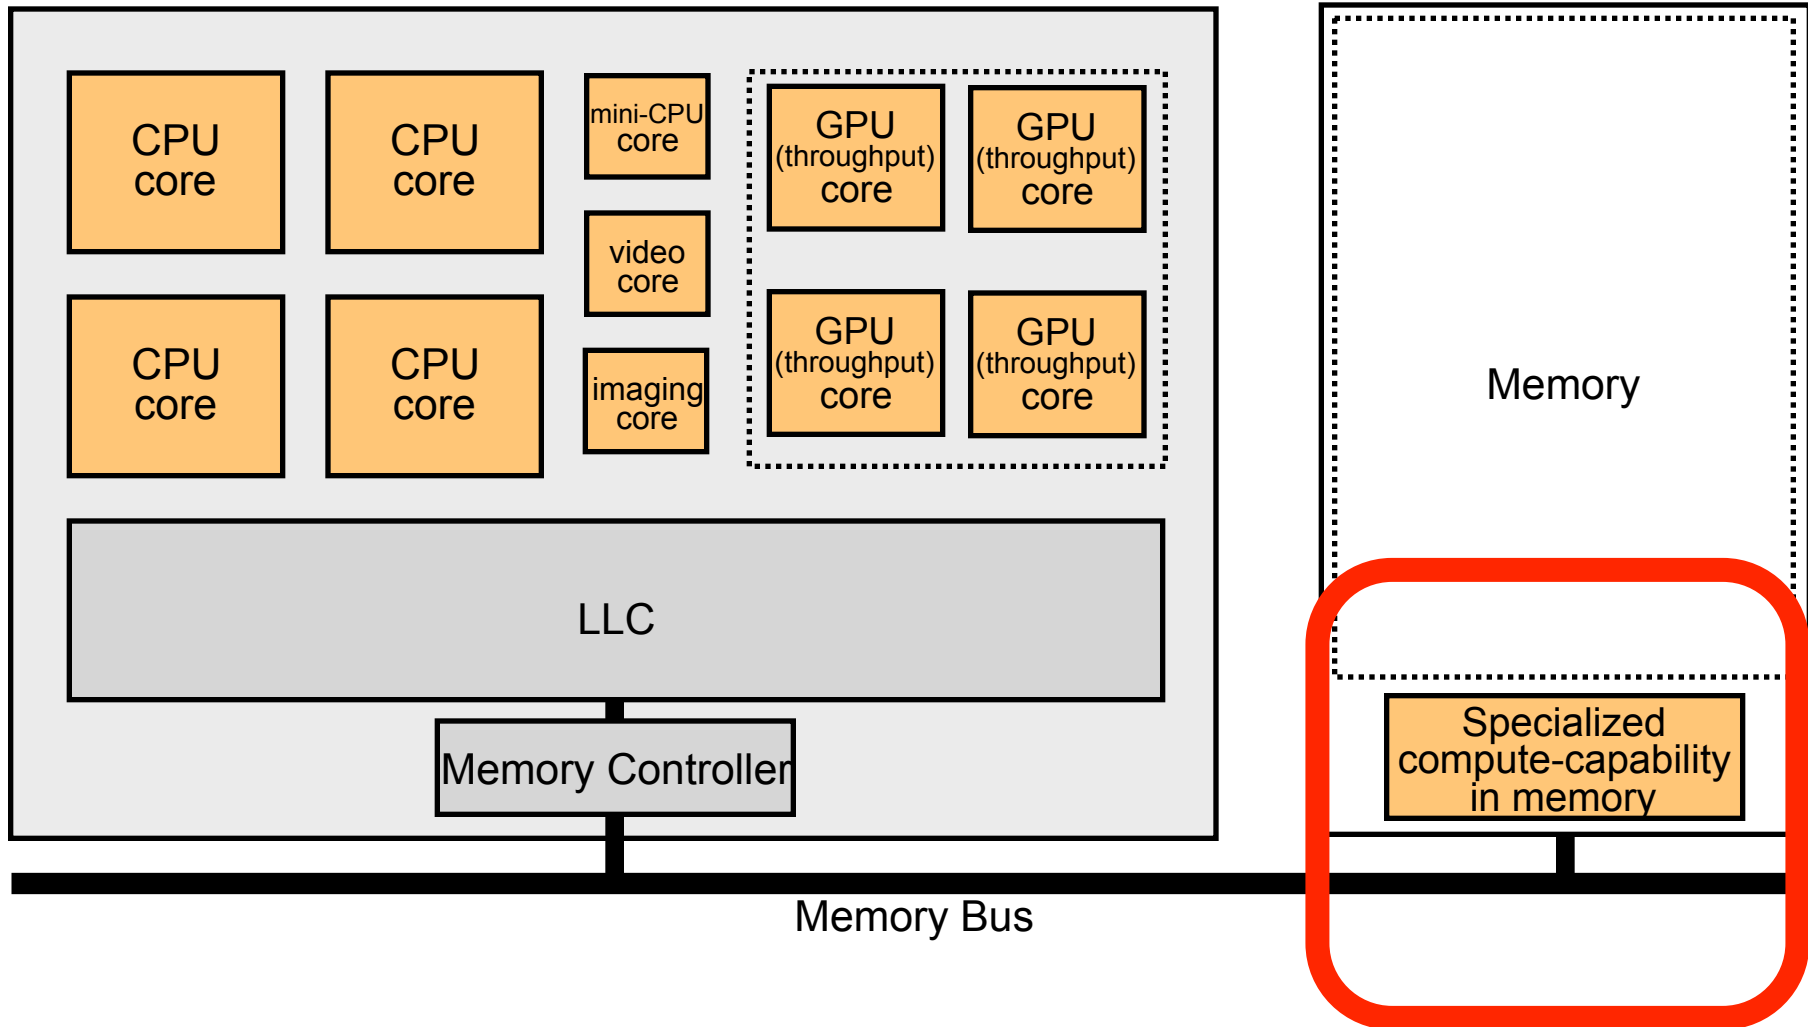 CPU
core
CPU
core
mini-CPU
core
video
core
imaging
core
GPU
(throughput)
core
GPU
(throughput)
core
CPU
core
CPU
core
GPU
(throughput)
core
GPU
(throughput)
core
LLC
Memory Controller
Memory Bus
Memory
Specialized
compute-capability
in memory